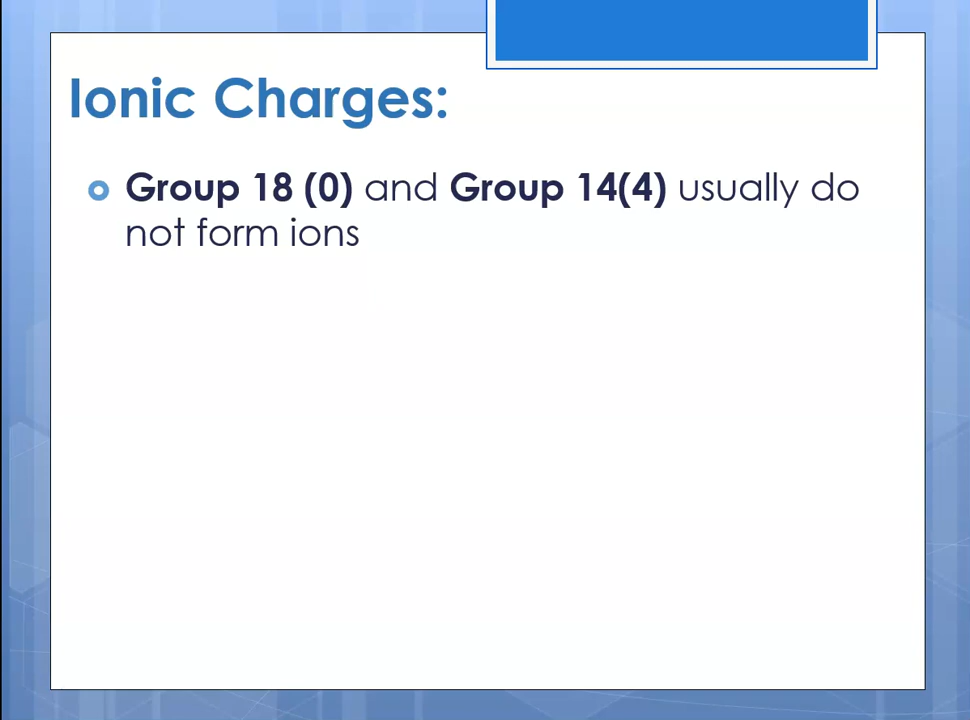 Ionic Charges:
Group 18 (0) and Group 14(4) usually do
not form ions